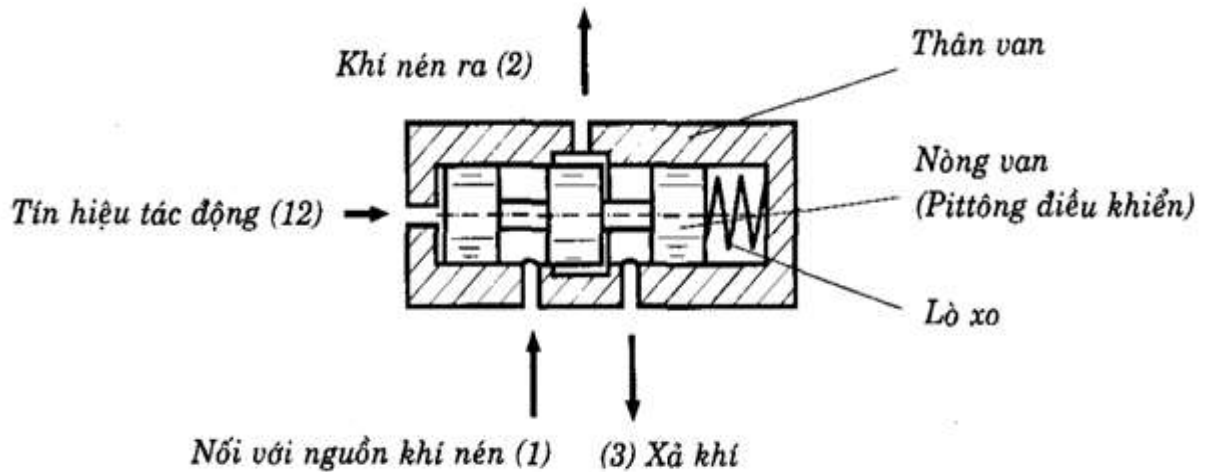 Khí nén ra (2)
Thân van
Nòng van
(Pittông điều khiển)
Tín hiệu tác động (12)
Lò xo
Nối với nguồn khí nén (1)
(3) Xả khí